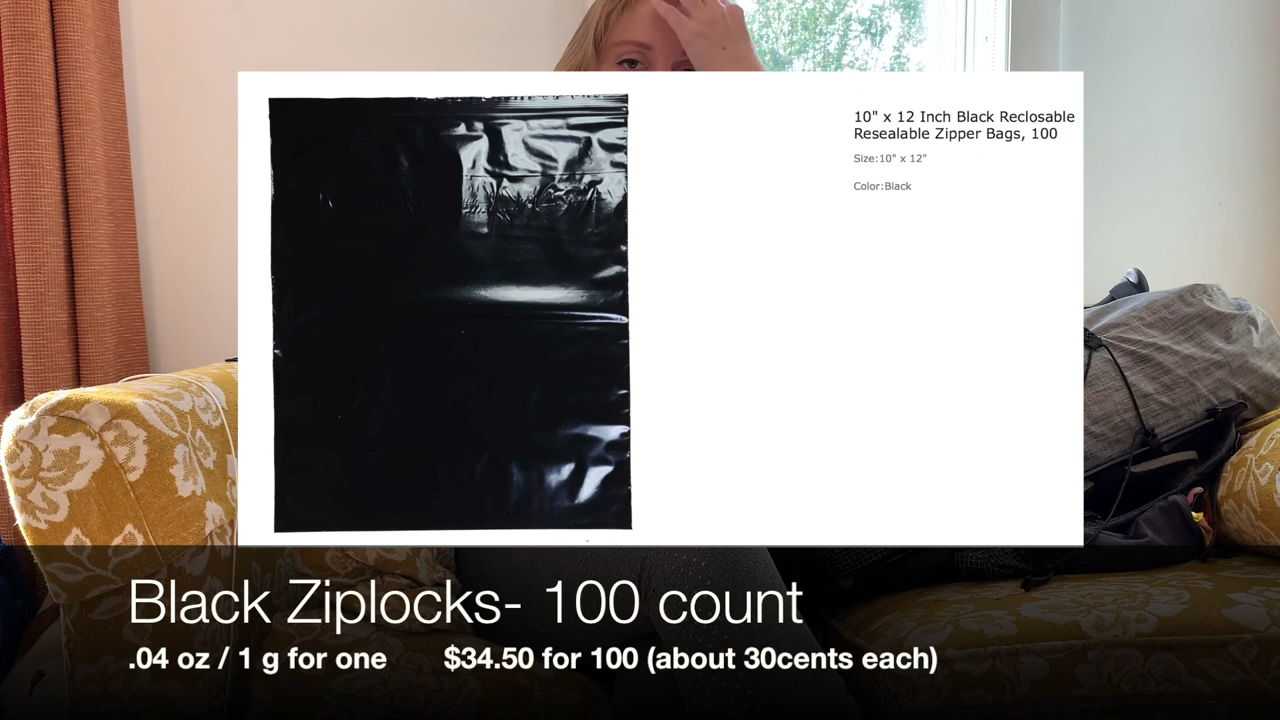 10" x 12 Inch Black Reclosable
Resealable Zipper Bags, 100
Size:10" x 12"
Color:Black
Black Ziplocks- 100 count
.04 oz / 1 g for one $34.50 for 100 (about 30cents each)